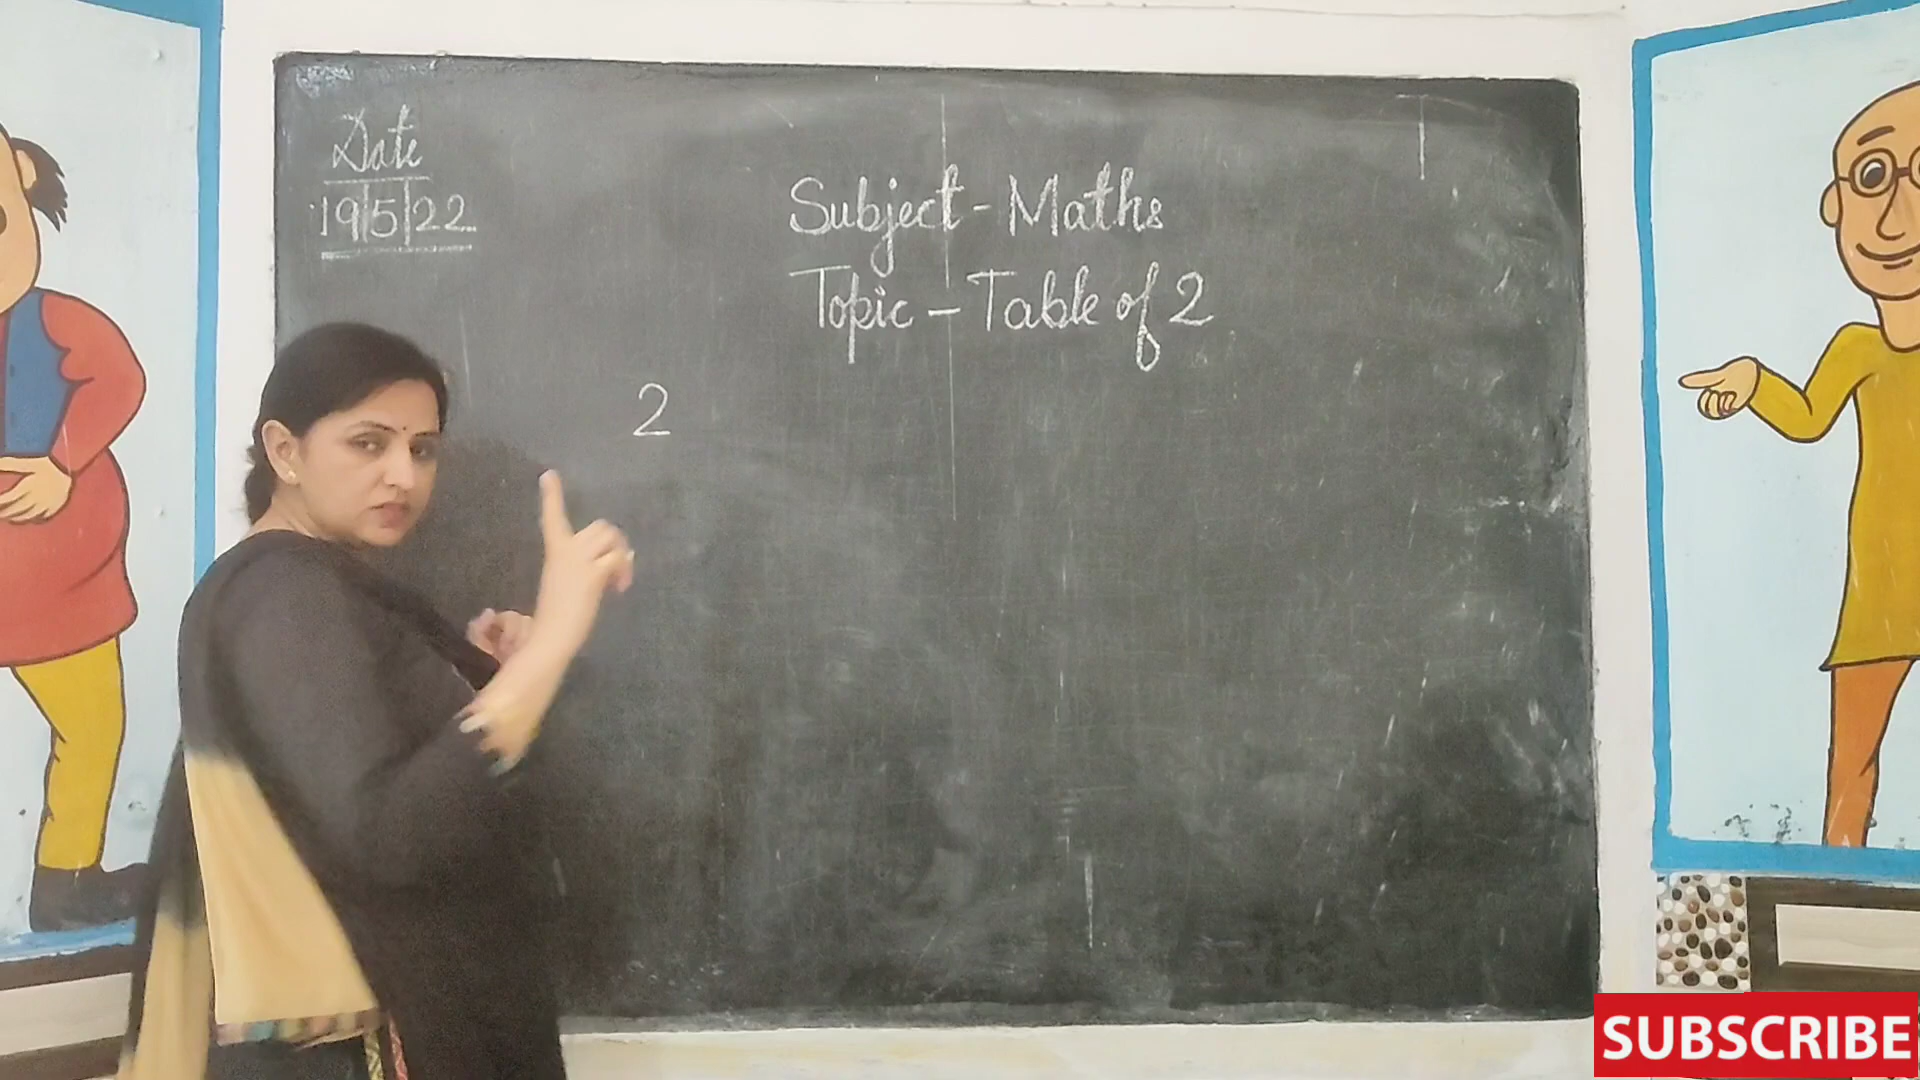 Date
19|5|22
Subject - Maths
Topic - Table of 2
2
SUBSCRIBE